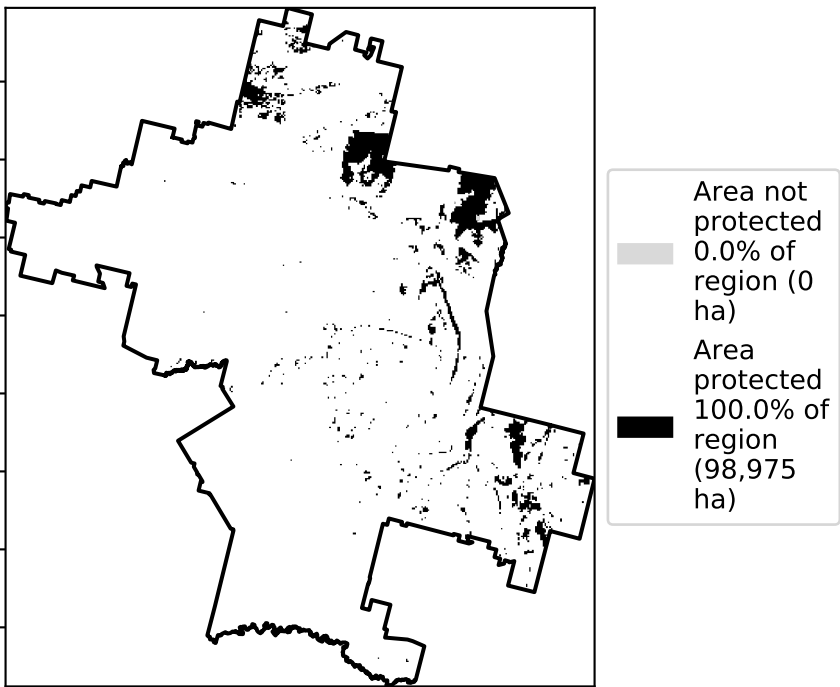 Area not
protected
0.0% of
region (0
ha)
Area
protected
100.0% of
region
(98,975
ha)